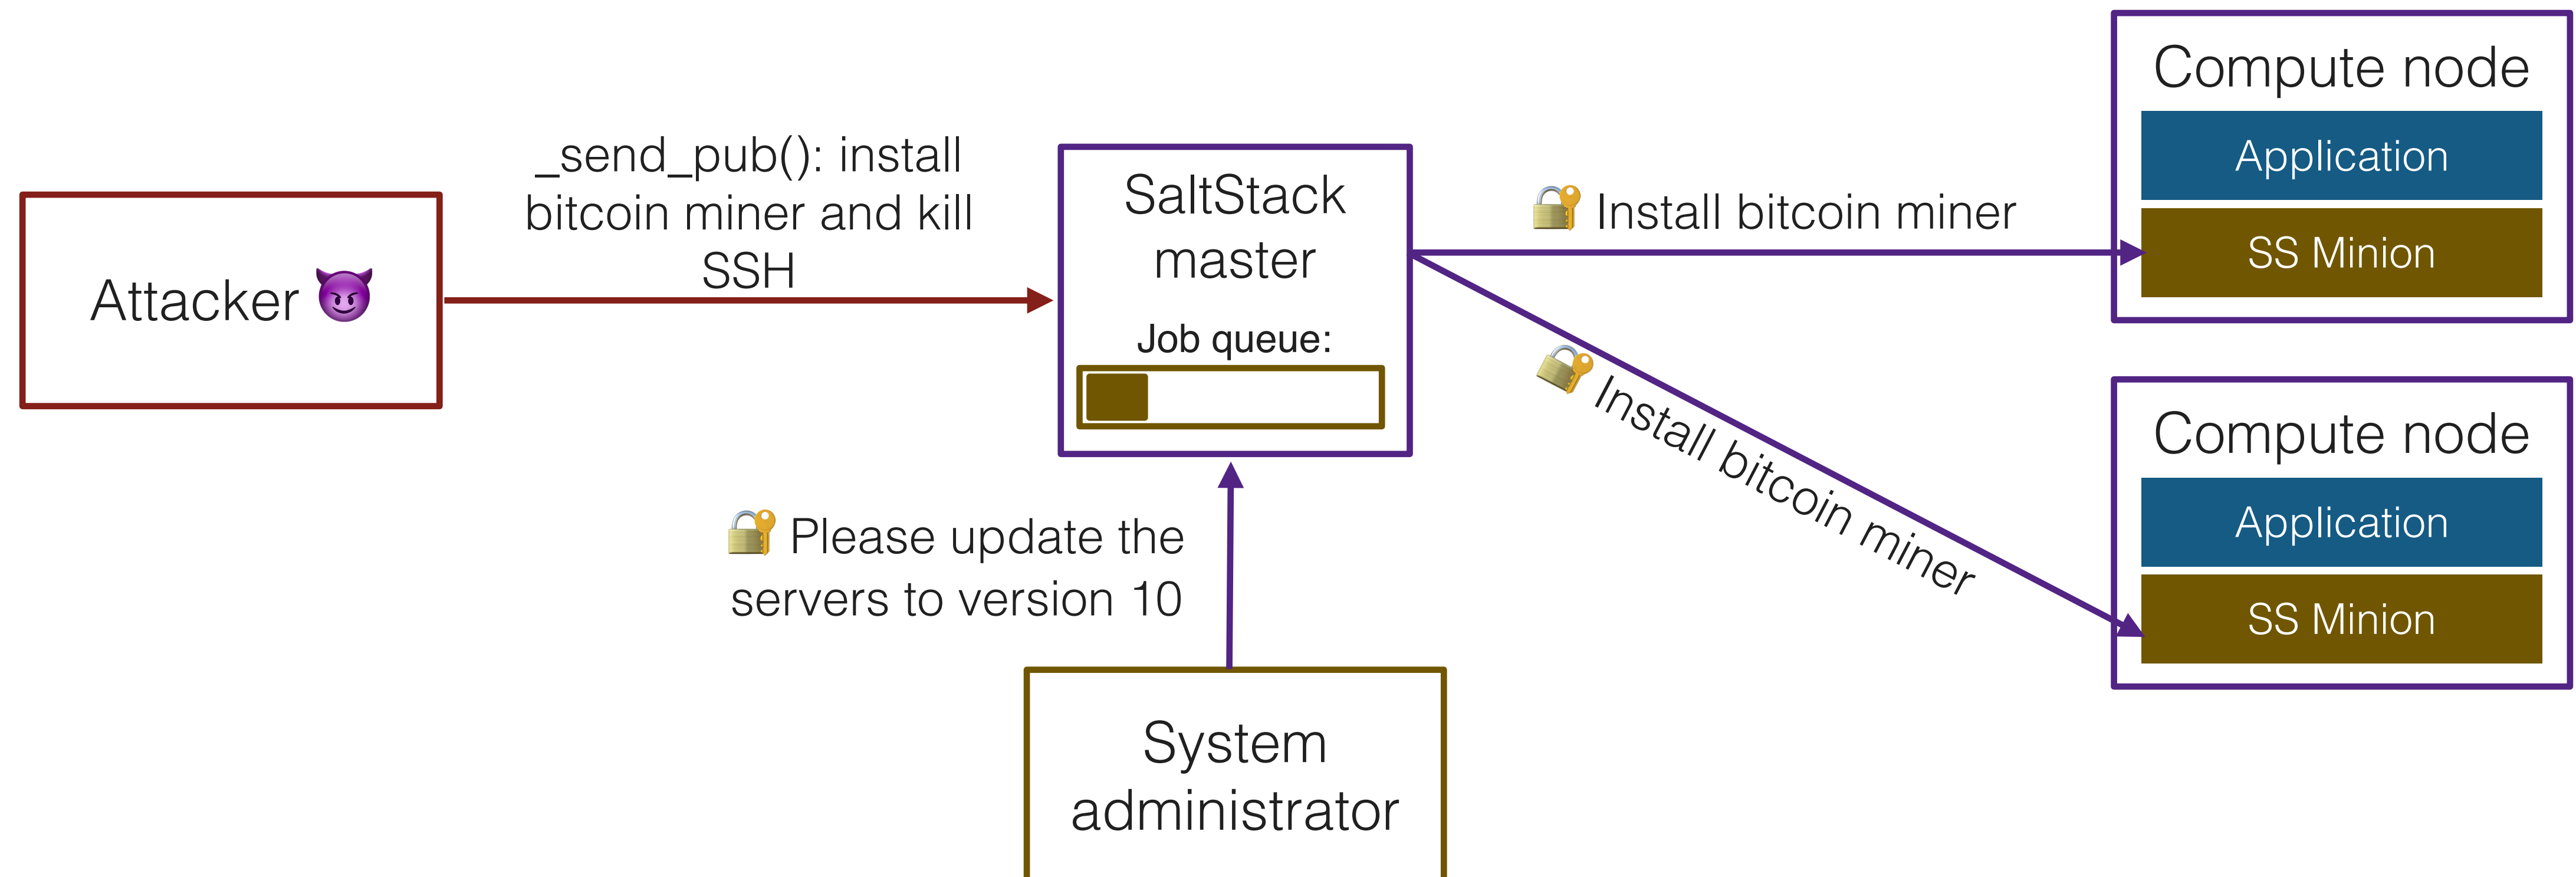 Attacker 😈
_send_pub(): install
bitcoin miner and kill
SSH
SaltStack
master
Job queue:
🔐 Please update the
servers to version 10
System
administrator
🔐 Install bitcoin miner
🔐 Install bitcoin miner
Compute node
Application
SS Minion
Compute node
Application
SS Minion